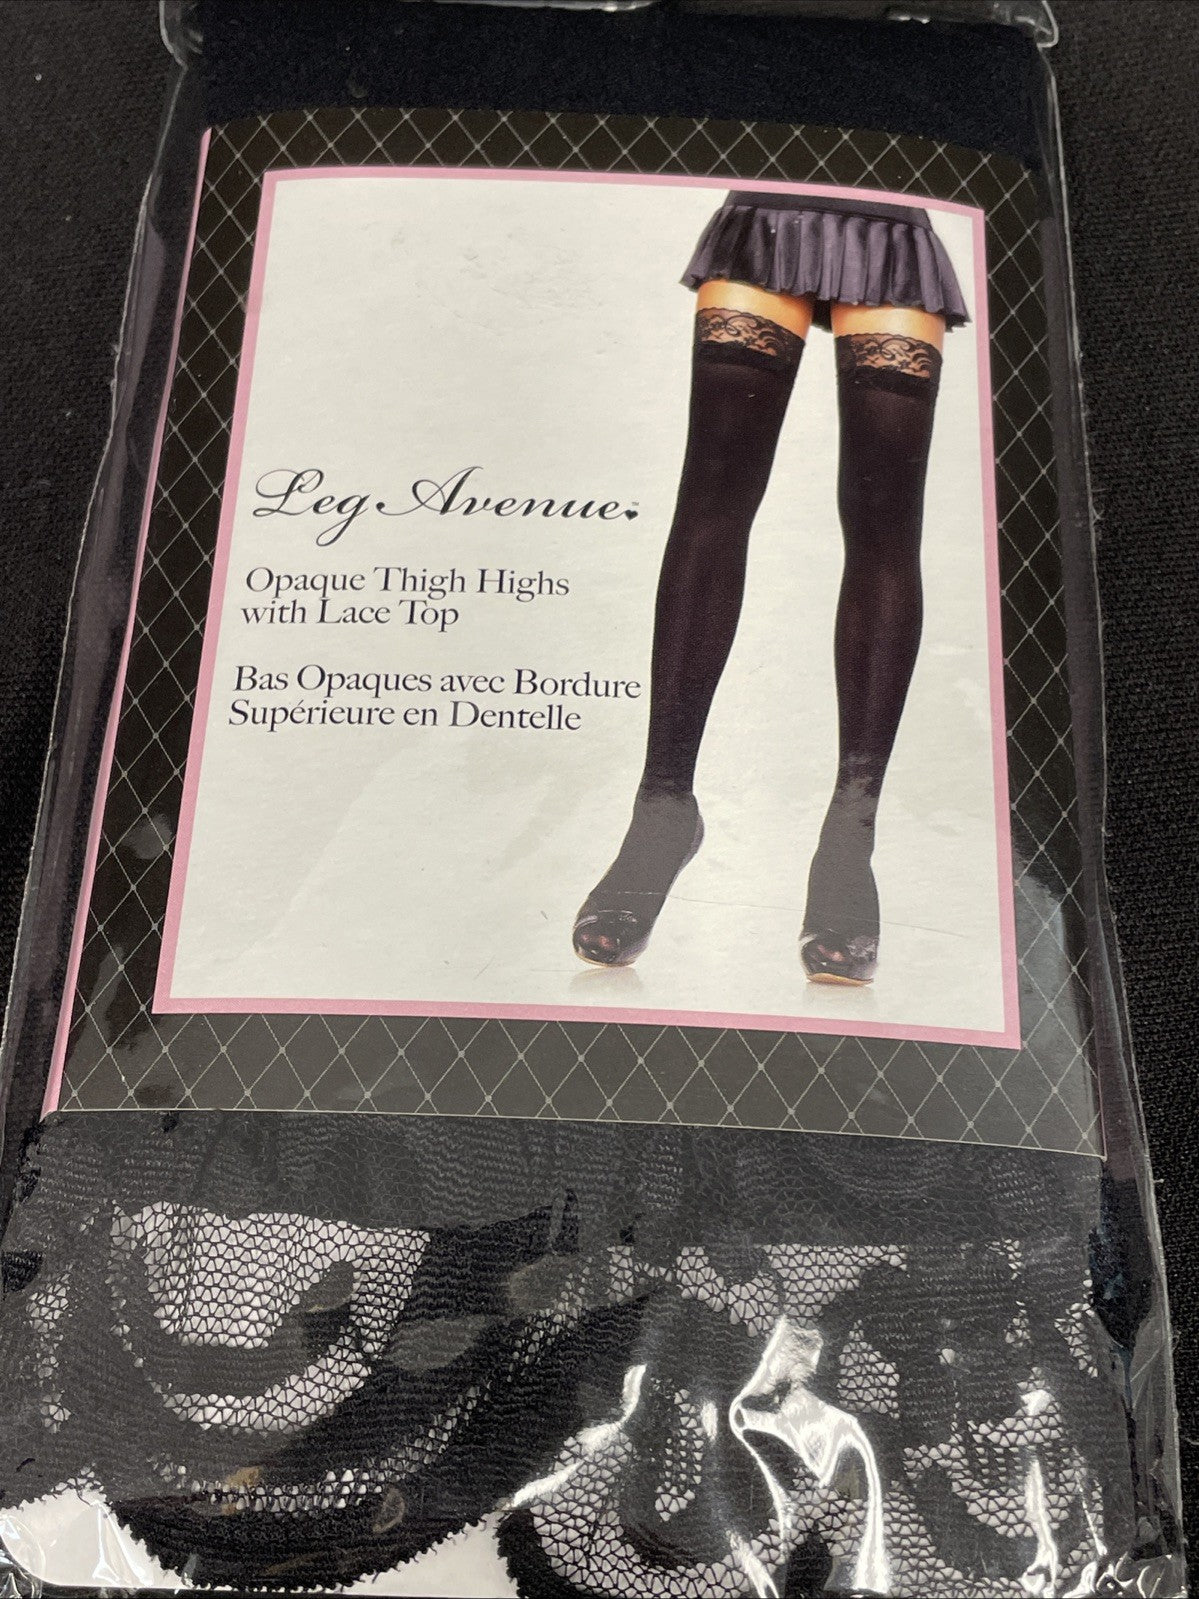 Leg Avenue
Opaque Thigh Highs
with Lace Top
Bas Opaques avec Bordure
Supérieure en Dentelle